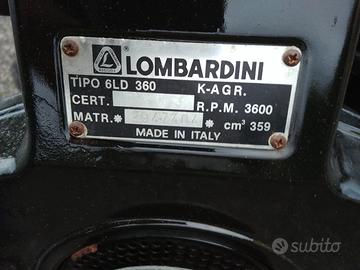 LOMBARDINI
TIPO 6LD 360 K-AGR.
CERT. R.P.M. 3600
MATR. * * cm³ 359
MADE IN ITALY
subito